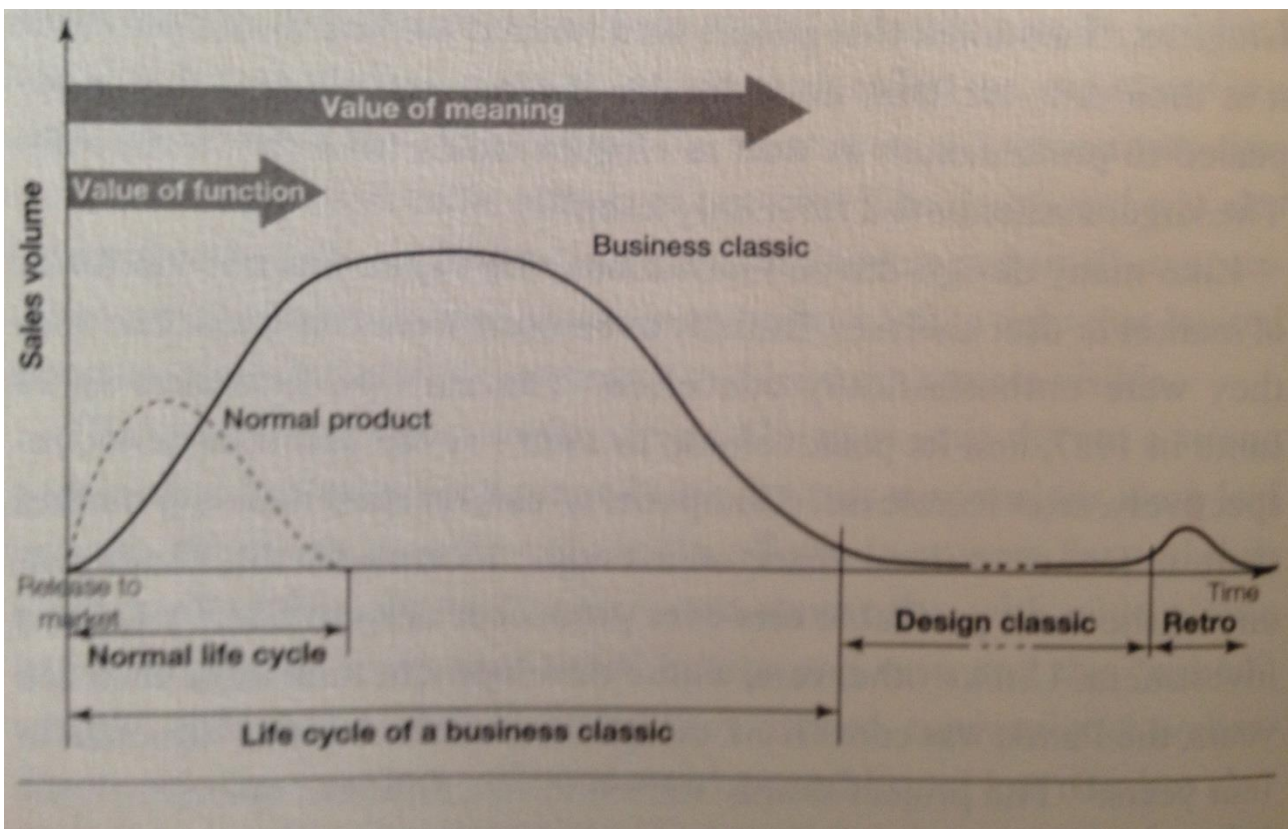 Value of meaning
Value of function
Sales volume
Business classic
Normal product
Release to
market
Time
Normal life cycle
Design classic
Retro
Life cycle of a business classic